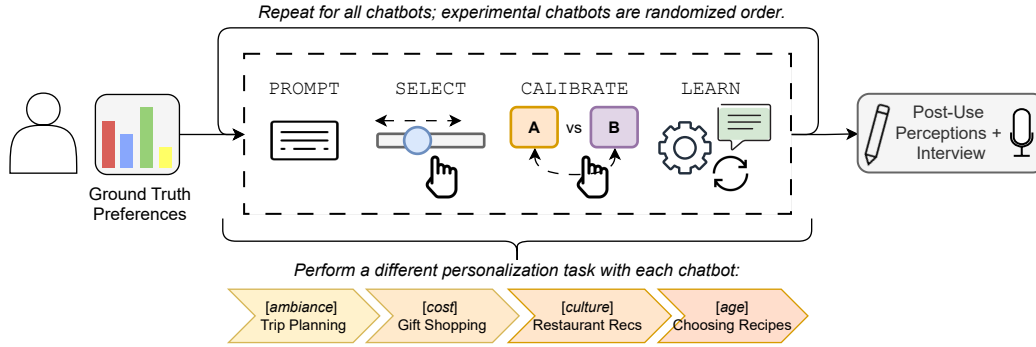 Repeat for all chatbots; experimental chatbots are randomized order.
PROMPT
SELECT
CALIBRATE
LEARN
A vs B
Ground Truth
Preferences
Post-Use
Perceptions +
Interview
Perform a different personalization task with each chatbot:
[ambiance]
Trip Planning
[cost]
Gift Shopping
[culture]
Restaurant Recs
[age]
Choosing Recipes